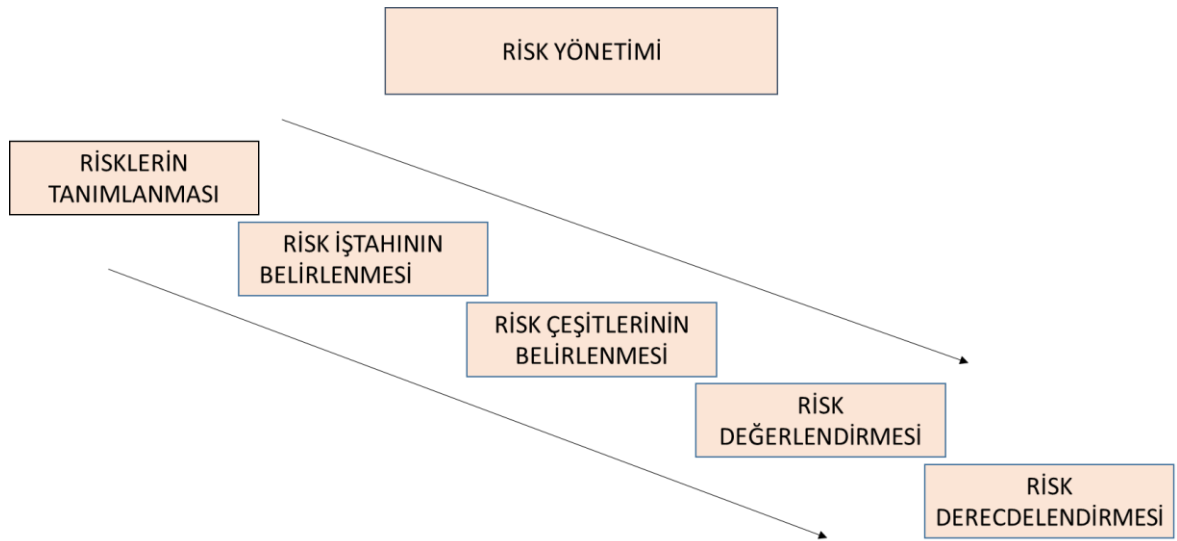 RİSK YÖNETİMİ
RİSKLERİN
TANIMLANMASI
RİSK İŞTAHININ
BELİRLENMESİ
RİSK ÇEŞİTLERİNİN
BELİRLENMESİ
RİSK
DEĞERLENDİRMESİ
RİSK
DERECDELENDİRMESİ